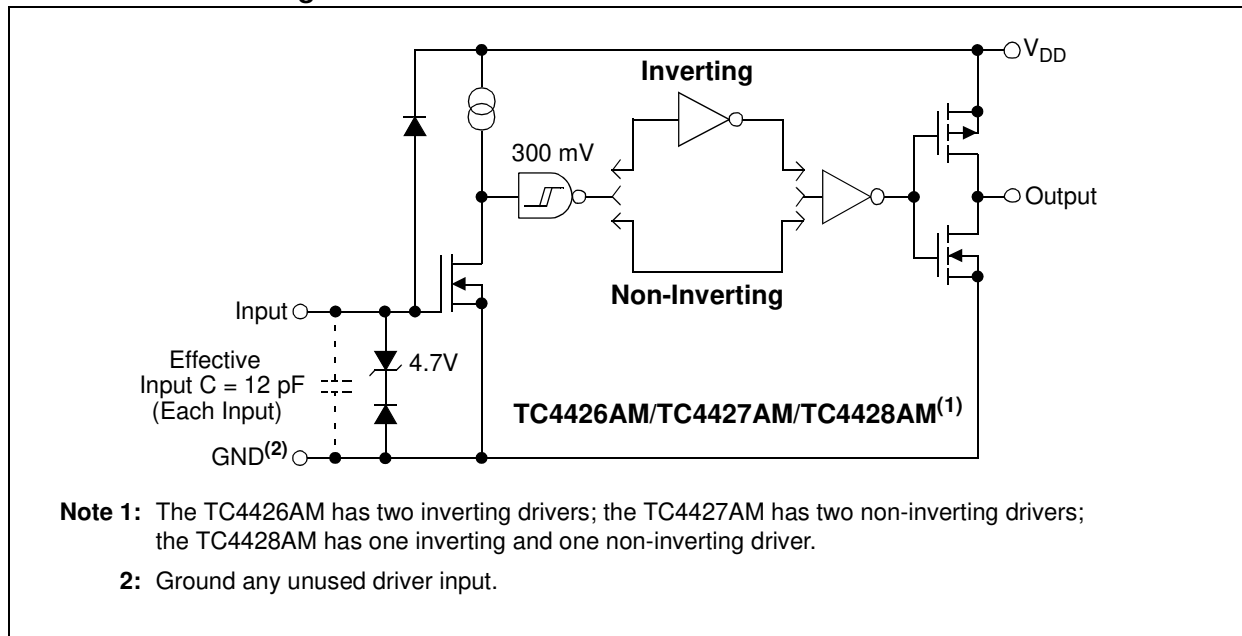 V_DD
Inverting
300 mV
Output
Non-Inverting
Input
4.7V
Effective
Input C = 12 pF
(Each Input)
TC4426AM/TC4427AM/TC4428AM(1)
GND(2)
Note 1: The TC4426AM has two inverting drivers; the TC4427AM has two non-inverting drivers;
the TC4428AM has one inverting and one non-inverting driver.
2: Ground any unused driver input.